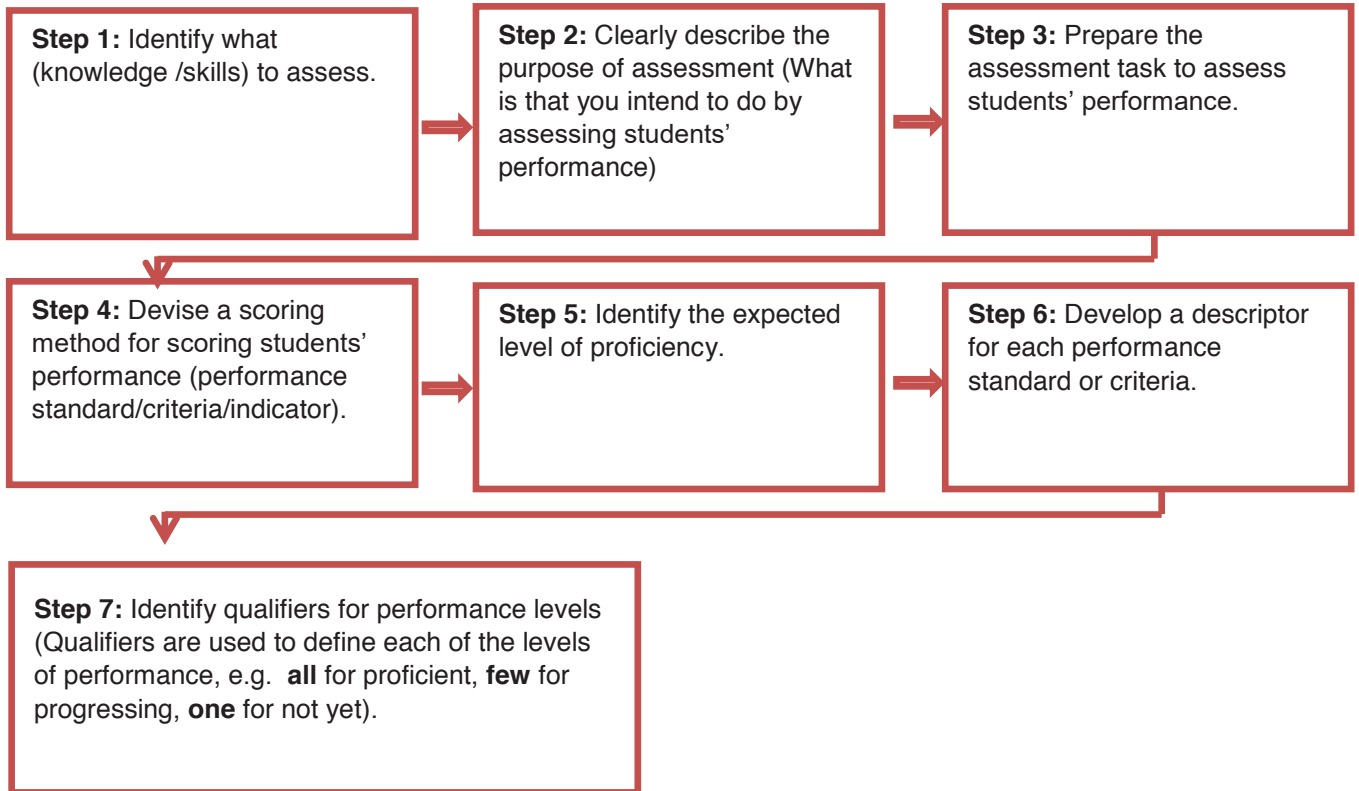 Step 1: Identify what
(knowledge /skills) to assess.
Step 2: Clearly describe the
purpose of assessment (What
is that you intend to do by
assessing students’
performance)
Step 3: Prepare the
assessment task to assess
students’ performance.
Step 4: Devise a scoring
method for scoring students’
performance (performance
standard/criteria/indicator).
Step 5: Identify the expected
level of proficiency.
Step 6: Develop a descriptor
for each performance
standard or criteria.
Step 7: Identify qualifiers for performance levels
(Qualifiers are used to define each of the levels
of performance, e.g. all for proficient, few for
progressing, one for not yet).